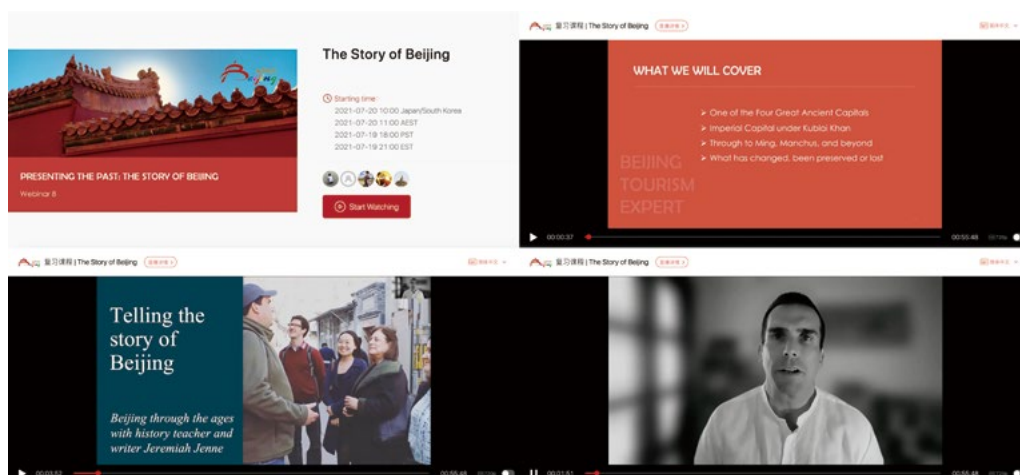 The Story of Beijing
Starting time:
2021-07-20 10:00 Japan/South Korea
2021-07-20 11:00 AEST
2021-07-19 18:00 PST
2021-07-19 21:00 EST
Start Watching
Beijing
PRESENTING THE PAST: THE STORY OF BEIJING
Webinar 8
复习课程 | The Story of Beijing
WHAT WE WILL COVER
➢ One of the Four Great Ancient Capitals
➢ Imperial Capital under Kublai Khan
➢ Through to Ming, Manchus, and beyond
➢ What has changed, been preserved or lost
BEIJING
TOURISM
EXPERT
00:00:37
00:55:48
复习课程 | The Story of Beijing
Telling the
story of
Beijing
Beijing through the ages
with history teacher and
writer Jeremiah Jenne
00:03:52
00:55:48
复习课程 | The Story of Beijing
00:01:51
00:55:48